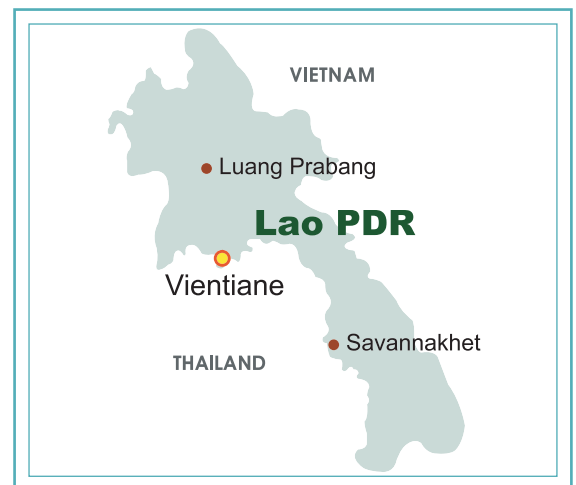 VIETNAM
Luang Prabang
Lao PDR
Vientiane
Savannakhet
THAILAND